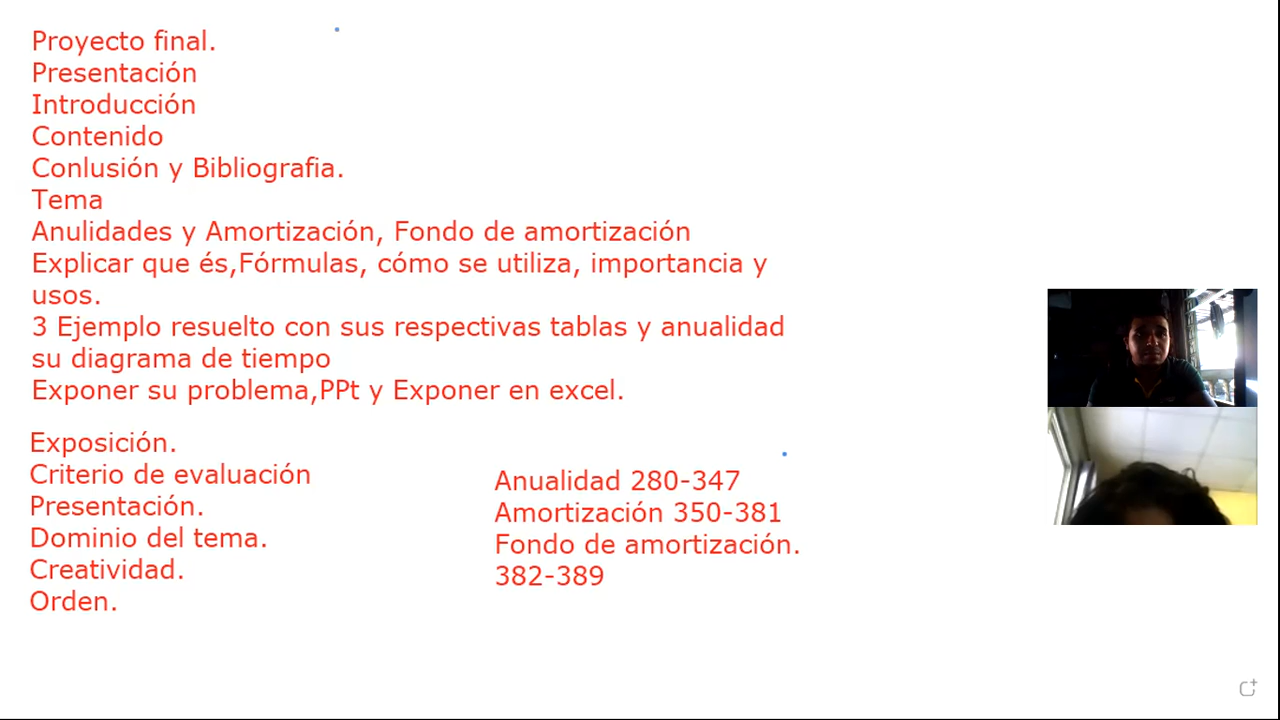 Proyecto final.
Presentación
Introducción
Contenido
Conlusión y Bibliografia.
Tema
Anulidades y Amortización, Fondo de amortización
Explicar que és,Fórmulas, cómo se utiliza, importancia y
usos.
3 Ejemplo resuelto con sus respectivas tablas y anualidad
su diagrama de tiempo
Exponer su problema,PPt y Exponer en excel.
Exposición.
Criterio de evaluación
Presentación.
Dominio del tema.
Creatividad.
Orden.
Anualidad 280-347
Amortización 350-381
Fondo de amortización.
382-389